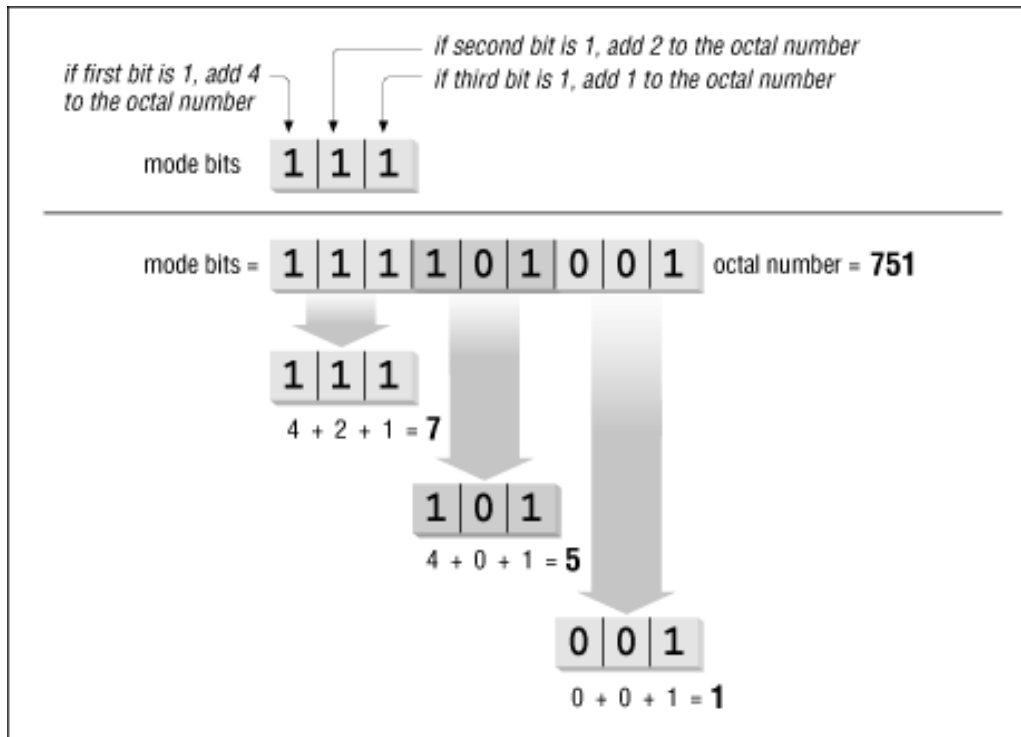 if first bit is 1, add 4
to the octal number
if second bit is 1, add 2 to the octal number
if third bit is 1, add 1 to the octal number
mode bits 1 1 1
mode bits = 1 1 1 1 0 1 0 0 1 octal number = 751
1 1 1
4 + 2 + 1 = 7
1 0 1
4 + 0 + 1 = 5
0 0 1
0 + 0 + 1 = 1